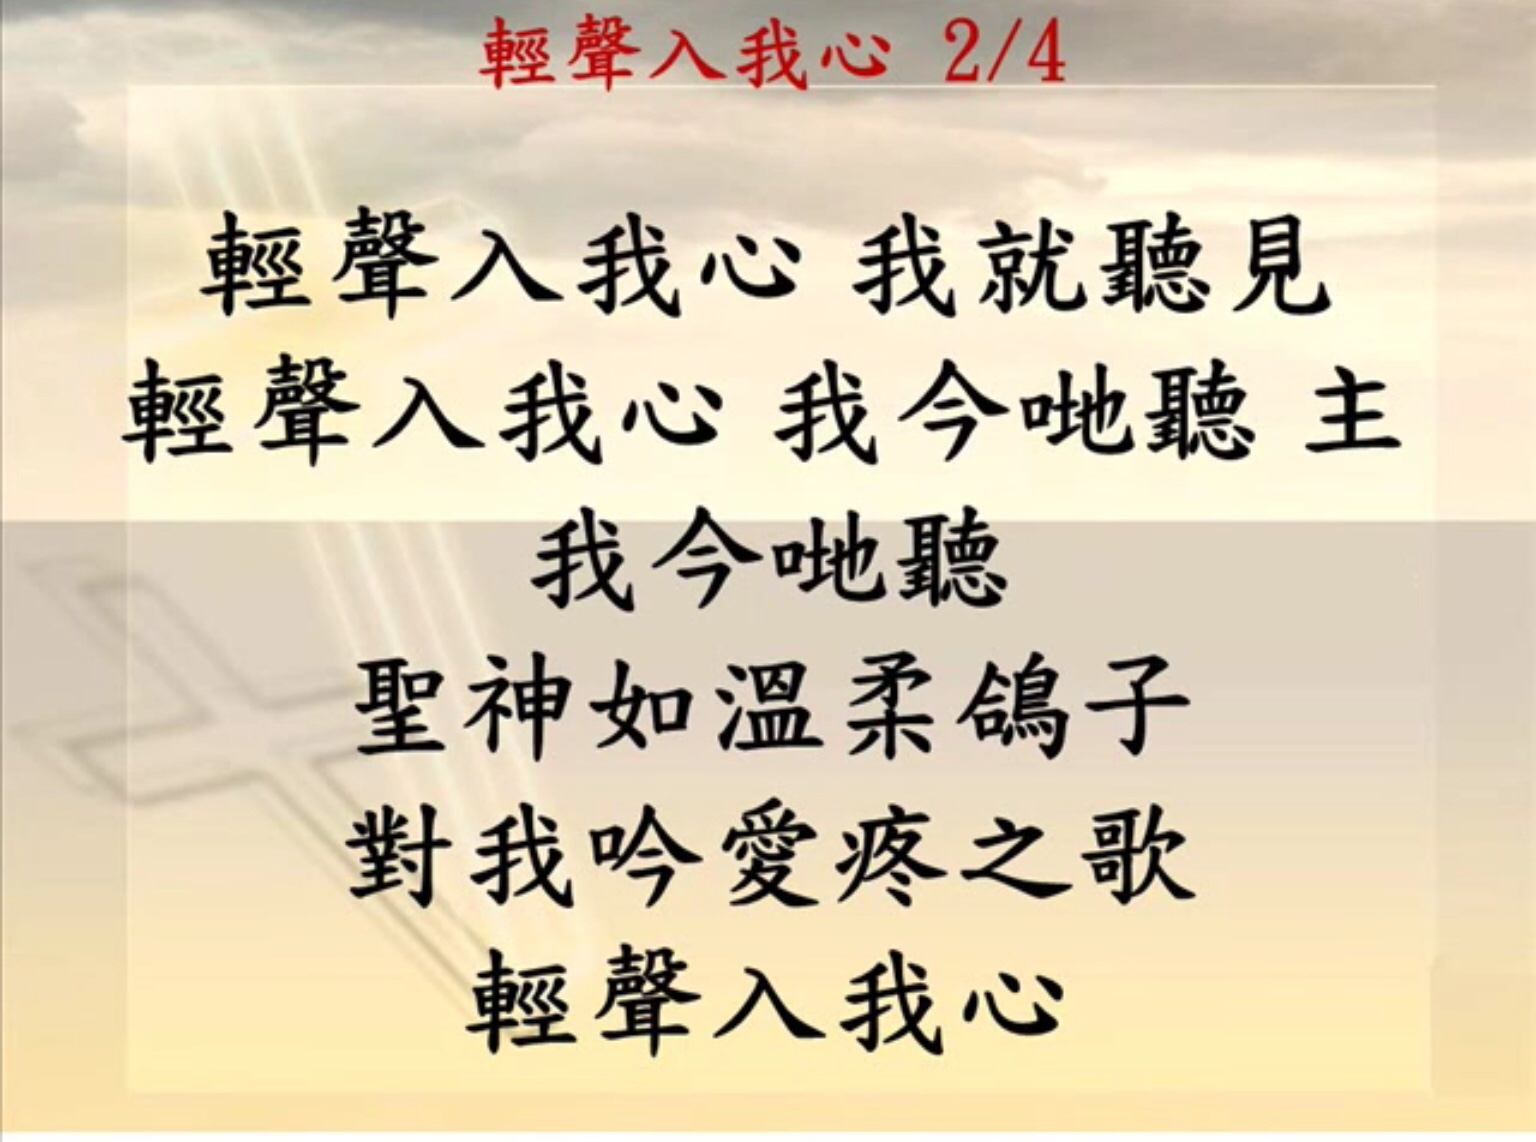 輕聲入我心 2/4
輕聲入我心 我就聽見
輕聲入我心 我今哋聽 主
我今哋聽
聖神如溫柔鴿子
對我吟愛疼之歌
輕聲入我心